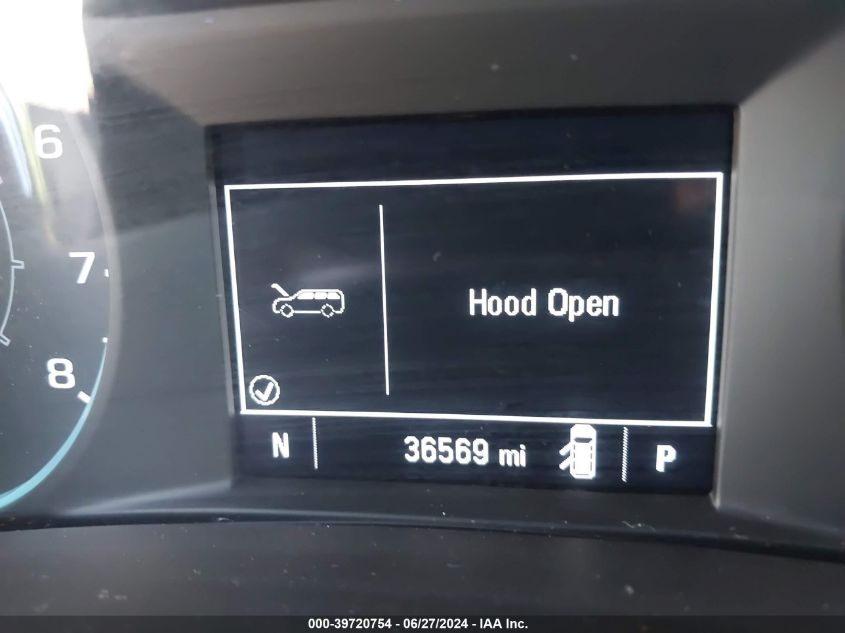 6
7
8
Hood Open
N 36569 mi P
000-39720754 - 06/27/2024 - IAA Inc.